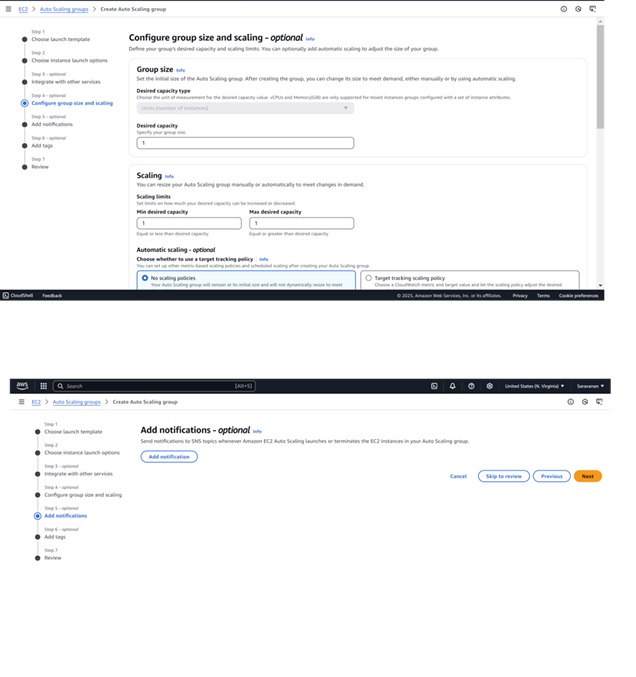 EC2 > Auto Scaling groups > Create Auto Scaling group
Step 1
Choose launch template
Step 2
Choose instance launch options
Step 3 - optional
Integrate with other services
Step 4 - optional
Configure group size and scaling
Step 5 - optional
Add notifications
Step 6 - optional
Add tags
Step 7
Review
Configure group size and scaling - optional Info
Define your group's desired capacity and scaling limits. You can optionally add automatic scaling to adjust the size of your group.
Group size Info
Set the initial size of the Auto Scaling group. After creating the group, you can change its size to meet demand, either manually or by using automatic scaling.
Desired capacity type
Choose the unit of measurement for the desired capacity value. vCPUs and Memory(GiB) are only supported for mixed instances groups configured with a set of instance attributes.
Units (number of instances)
Desired capacity
Specify your group size.
1
Scaling Info
You can resize your Auto Scaling group manually or automatically to meet changes in demand.
Scaling limits
Set limits on how much your desired capacity can be increased or decreased.
Min desired capacity Max desired capacity
1 1
Equal or less than desired capacity Equal or greater than desired capacity
Automatic scaling - optional
Choose whether to use a target tracking policy Info
You can set up other metric-based scaling policies and scheduled scaling after creating your Auto Scaling group.
No scaling policies Target tracking scaling policy
Your Auto Scaling group will remain at its initial size and will not dynamically resize to meet Choose a CloudWatch metric and target value and let the scaling policy adjust the desired
CloudShell Feedback © 2025, Amazon Web Services, Inc. or its affiliates. Privacy Terms Cookie preferences
aws Search [Alt+S] United States (N. Virginia) Saravanan
EC2 > Auto Scaling groups > Create Auto Scaling group
Step 1
Choose launch template
Step 2
Choose instance launch options
Step 3 - optional
Integrate with other services
Step 4 - optional
Configure group size and scaling
Step 5 - optional
Add notifications
Step 6 - optional
Add tags
Step 7
Review
Add notifications - optional Info
Send notifications to SNS topics whenever Amazon EC2 Auto Scaling launches or terminates the EC2 instances in your Auto Scaling group.
Add notification
Cancel Skip to review Previous Next